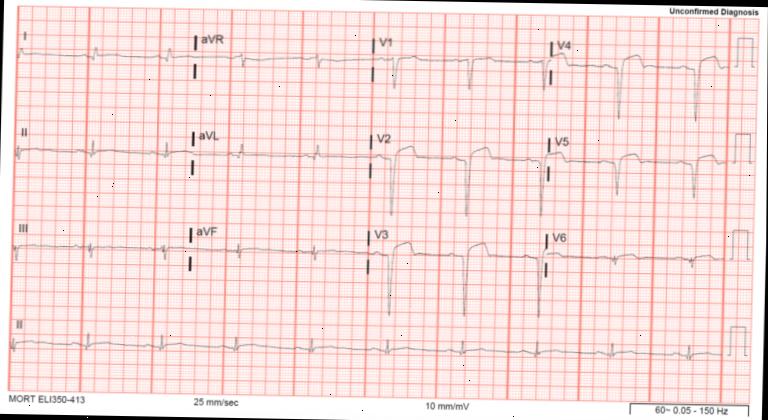 Unconfirmed Diagnosis
I aVR V1 V4
II aVL V2 V5
III aVF V3 V6
II
MORT ELI350-413 25 mm/sec 10 mm/mV 60~ 0.05 - 150 Hz